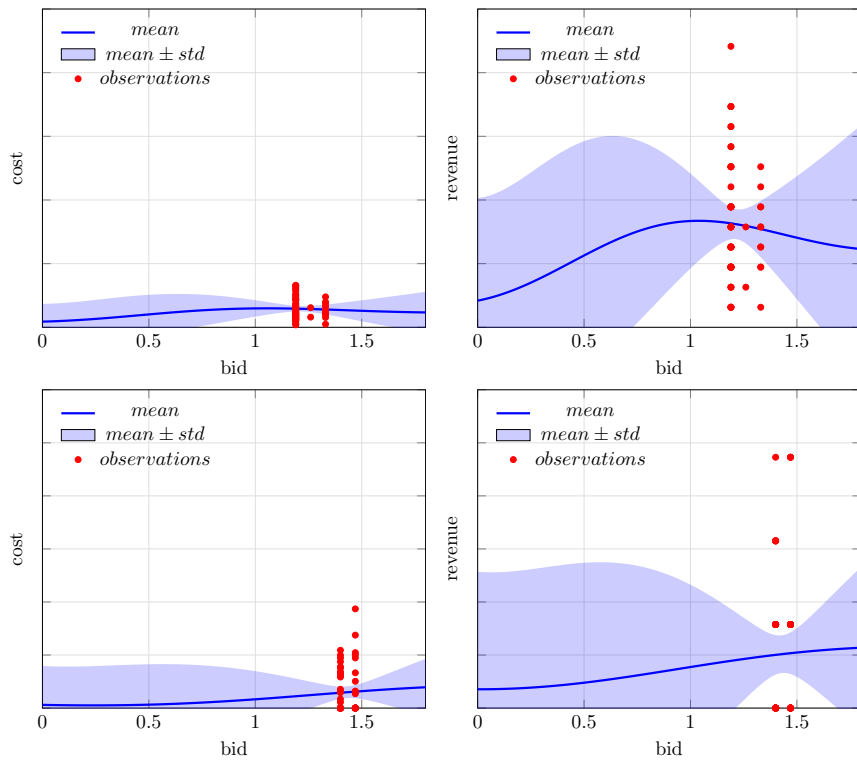 cost
mean
mean ± std
observations
0 0.5 1 1.5
bid
revenue
mean
mean ± std
observations
0 0.5 1 1.5
bid
cost
mean
mean ± std
observations
0 0.5 1 1.5
bid
revenue
mean
mean ± std
observations
0 0.5 1 1.5
bid